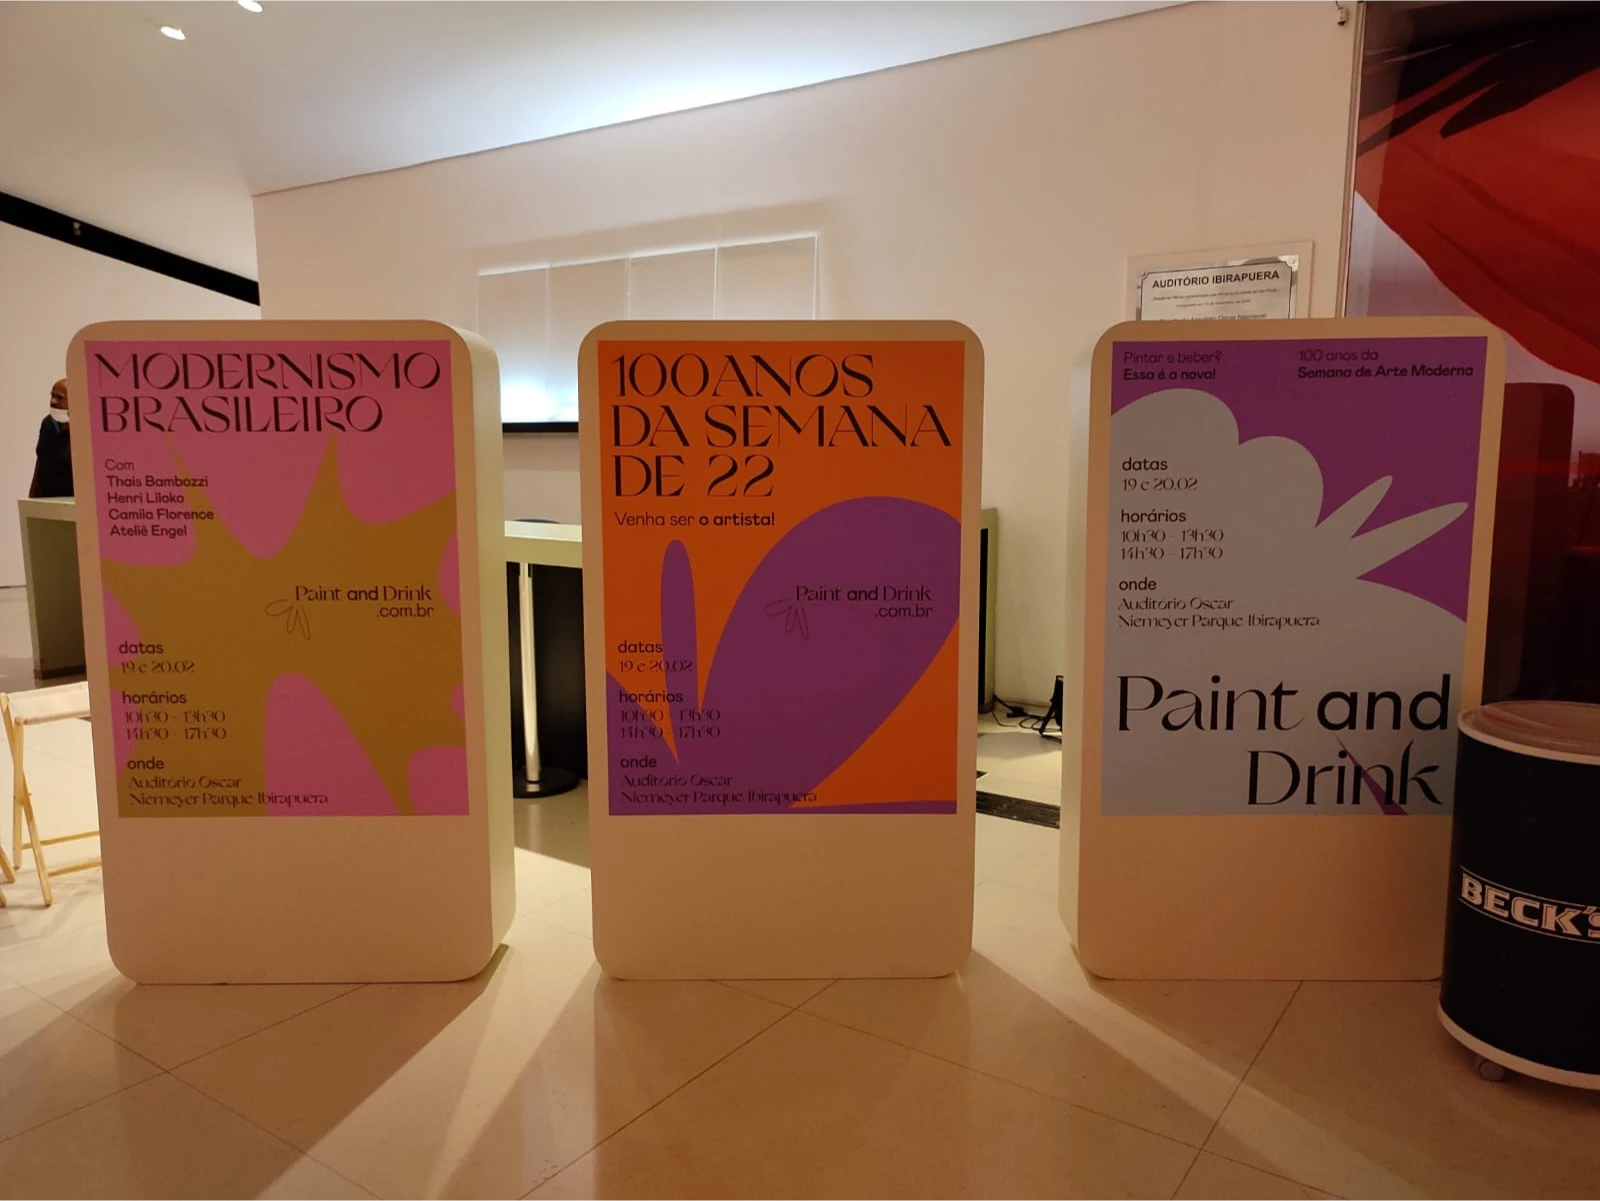 MODERNISMO
BRASILEIRO
Com
Thais Bambozzi
Henri Liloko
Camila Florence
Ateliê Engel
Paint and Drink
.com.br
datas
19 e 20.02
horários
10h30 - 13h30
14h30 - 17h30
onde
Auditório Oscar
Niemeyer Parque Ibirapuera
100 ANOS
DA SEMANA
DE 22
Venha ser o artista!
Paint and Drink
.com.br
datas
19 e 20.02
horários
10h30 - 13h30
14h30 - 17h30
onde
Auditório Oscar
Niemeyer Parque Ibirapuera
AUDITÓRIO IBIRAPUERA
Pintar e beber?
Essa é a nova!
100 anos da
Semana de Arte Moderna
datas
19 e 20.02
horários
10h30 - 13h30
14h30 - 17h30
onde
Auditório Oscar
Niemeyer Parque Ibirapuera
Paint and
Drink
BECK'S